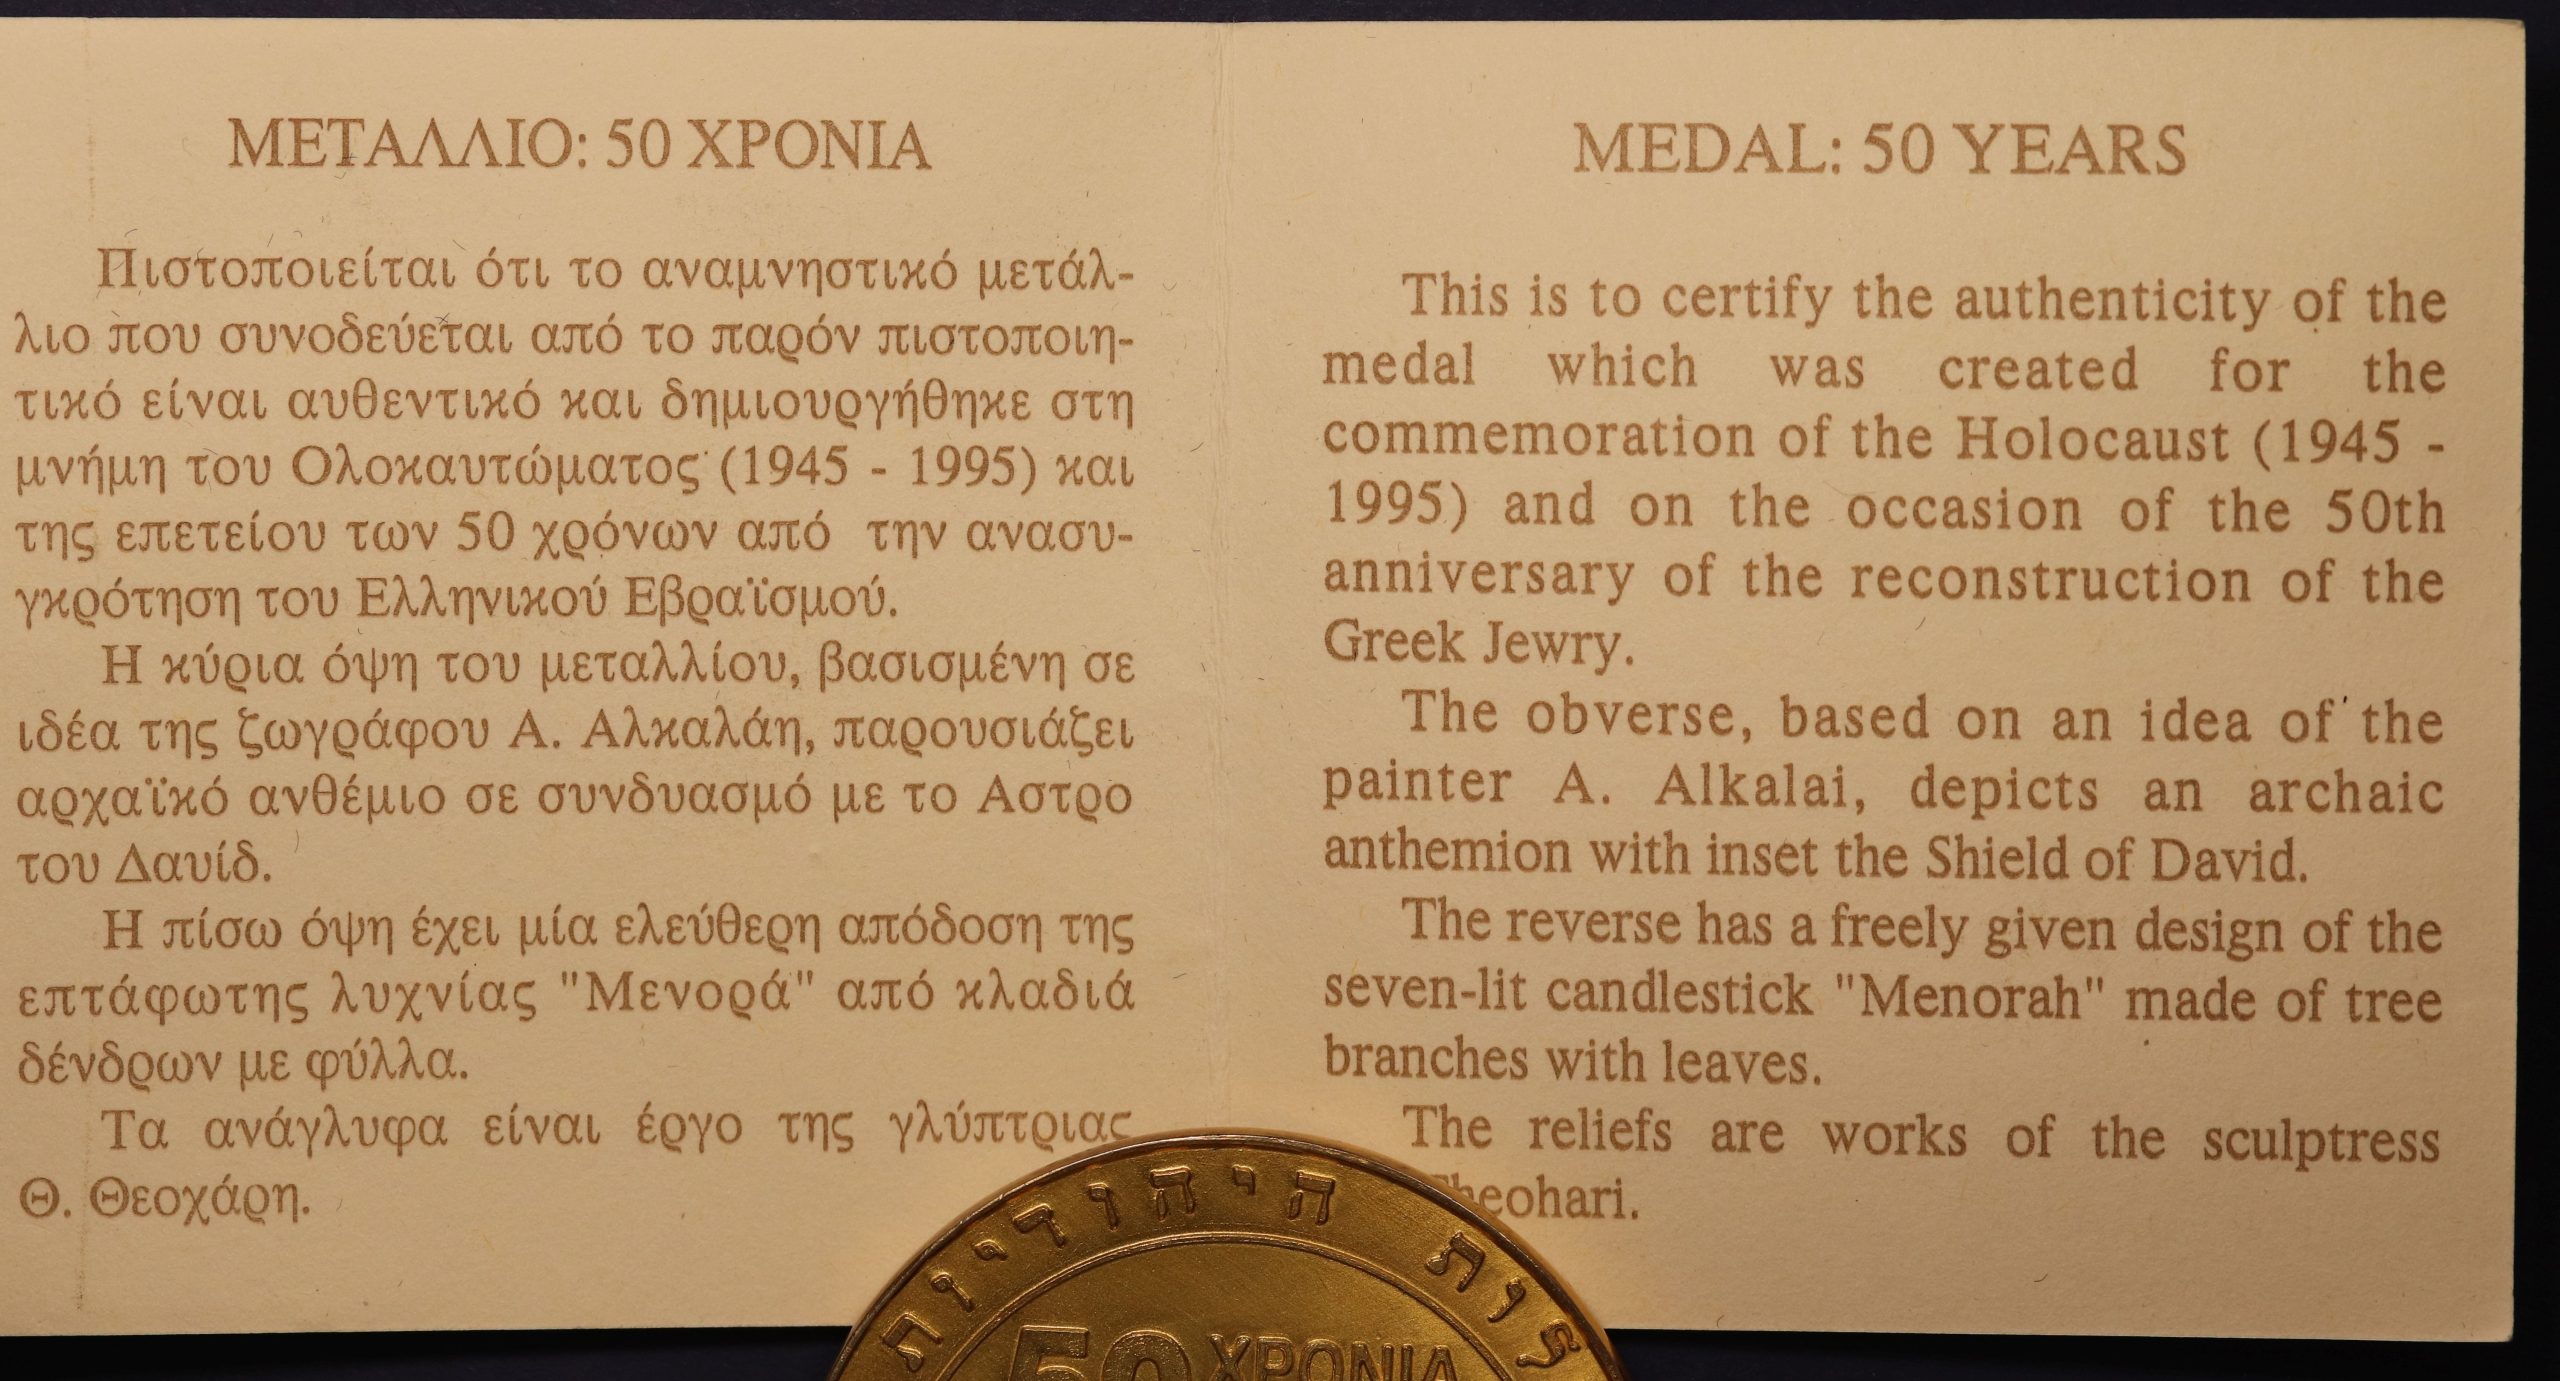 ΜΕΤΑΛΛΙΟ: 50 ΧΡΟΝΙΑ
Πιστοποιείται ότι το αναμνηστικό μετάλ-
λιο που συνοδεύεται από το παρόν πιστοποιη-
τικό είναι αυθεντικό και δημιουργήθηκε στη
μνήμη του Ολοκαυτώματος (1945 - 1995) και
της επετείου των 50 χρόνων από την ανασυ-
γκρότηση του Ελληνικού Εβραϊσμού.
Η κύρια όψη του μεταλλίου, βασισμένη σε
ιδέα της ζωγράφου Α. Αλκαλάη, παρουσιάζει
αρχαϊκό ανθέμιο σε συνδυασμό με το Αστρο
του Δαυίδ.
Η πίσω όψη έχει μία ελεύθερη απόδοση της
επτάφωτης λυχνίας "Μενορά" από κλαδιά
δένδρων με φύλλα.
Τα ανάγλυφα είναι έργο της γλύπτριας
Θ. Θεοχάρη.
MEDAL: 50 YEARS
This is to certify the authenticity of the
medal which was created for the
commemoration of the Holocaust (1945 -
1995) and on the occasion of the 50th
anniversary of the reconstruction of the
Greek Jewry.
The obverse, based on an idea of the
painter A. Alkalai, depicts an archaic
anthemion with inset the Shield of David.
The reverse has a freely given design of the
seven-lit candlestick "Menorah" made of tree
branches with leaves.
The reliefs are works of the sculptress
Theohari.
היהודיות
50 ΧΡΟΝΙΑ